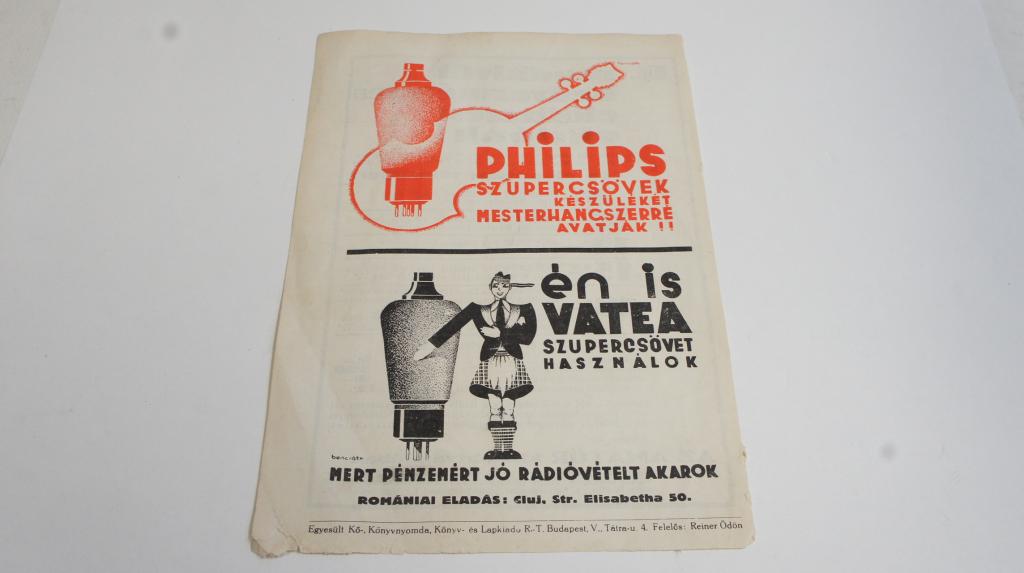 PHILIPS
SZUPERCSÖVEK
KÉSZÜLÉKÉT
MESTERHANGSZERRÉ
AVATJÁK !!
én is
VATEA
SZUPERCSÖVET
HASZNÁLOK
MERT PÉNZEMÉRT JÓ RÁDIÓVÉTELT AKAROK
ROMÁNIAI ELADÁS: Cluj, Str. Elisabetha 50.
Egyesült Kő-, Könyvnyomda, Könyv- és Lapkiadó R.-T. Budapest, V., Tátra-u. 4. Felelős: Reiner Ödön